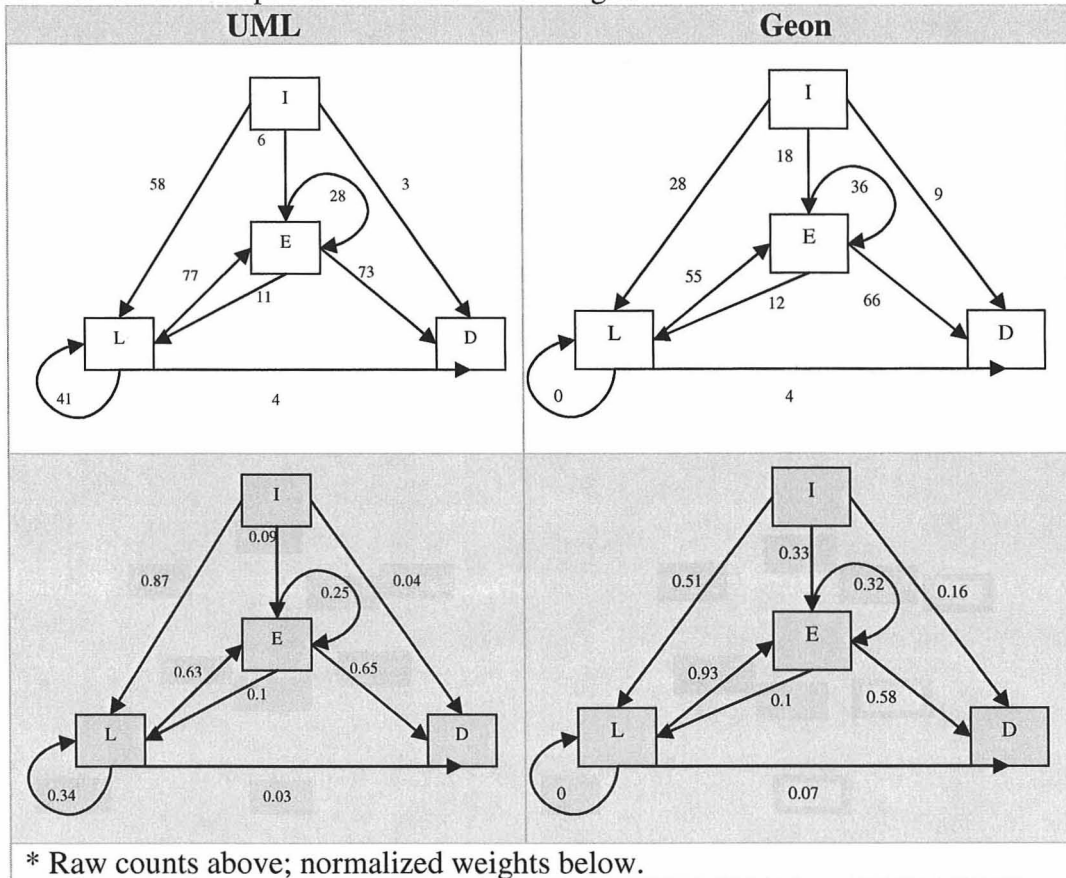 UML Geon
I I
6 18
58 3 28 9
28 36
E E
77 73 55 66
11 12
L D L D
41 4 0 4
I I
0.09 0.33
0.87 0.25 0.04 0.51 0.32 0.16
E E
0.63 0.65 0.93 0.58
0.1 0.1
L D L D
0.34 0.03 0 0.07
* Raw counts above; normalized weights below.